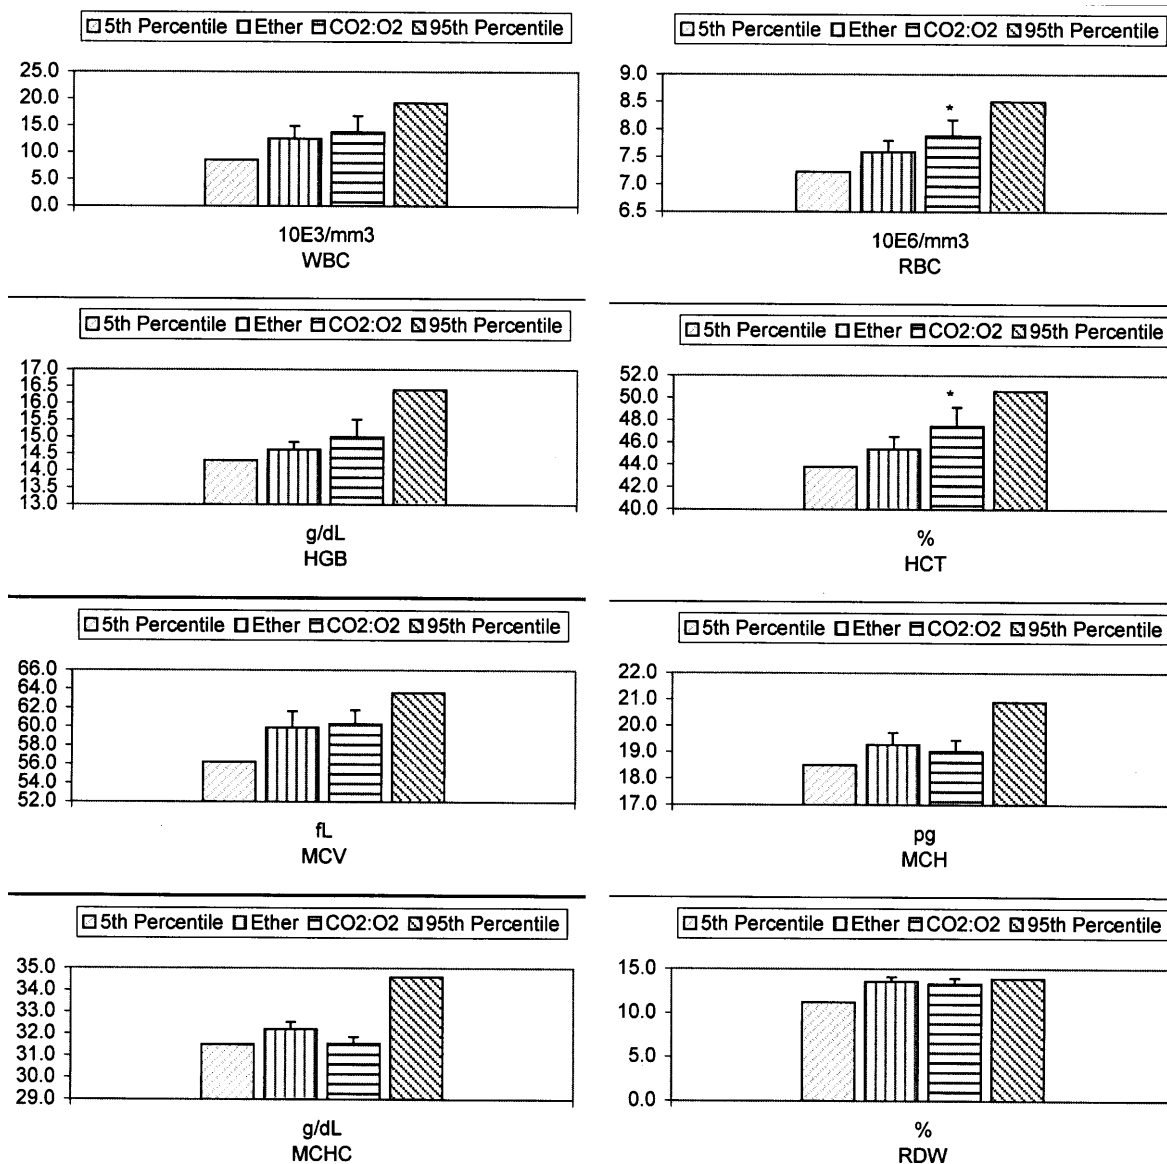 5th Percentile Ether CO2:O2 95th Percentile
25.0
20.0
15.0
10.0
5.0
0.0
10E3/mm3
WBC
5th Percentile Ether CO2:O2 95th Percentile
9.0
8.5
*
8.0
7.5
7.0
6.5
10E6/mm3
RBC
5th Percentile Ether CO2:O2 95th Percentile
17.0
16.5
16.0
15.5
15.0
14.5
14.0
13.5
13.0
g/dL
HGB
5th Percentile Ether CO2:O2 95th Percentile
52.0
50.0
*
48.0
46.0
44.0
42.0
40.0
%
HCT
5th Percentile Ether CO2:O2 95th Percentile
66.0
64.0
62.0
60.0
58.0
56.0
54.0
52.0
fL
MCV
5th Percentile Ether CO2:O2 95th Percentile
22.0
21.0
20.0
19.0
18.0
17.0
pg
MCH
5th Percentile Ether CO2:O2 95th Percentile
35.0
34.0
33.0
32.0
31.0
30.0
29.0
g/dL
MCHC
5th Percentile Ether CO2:O2 95th Percentile
15.0
10.0
5.0
0.0
%
RDW